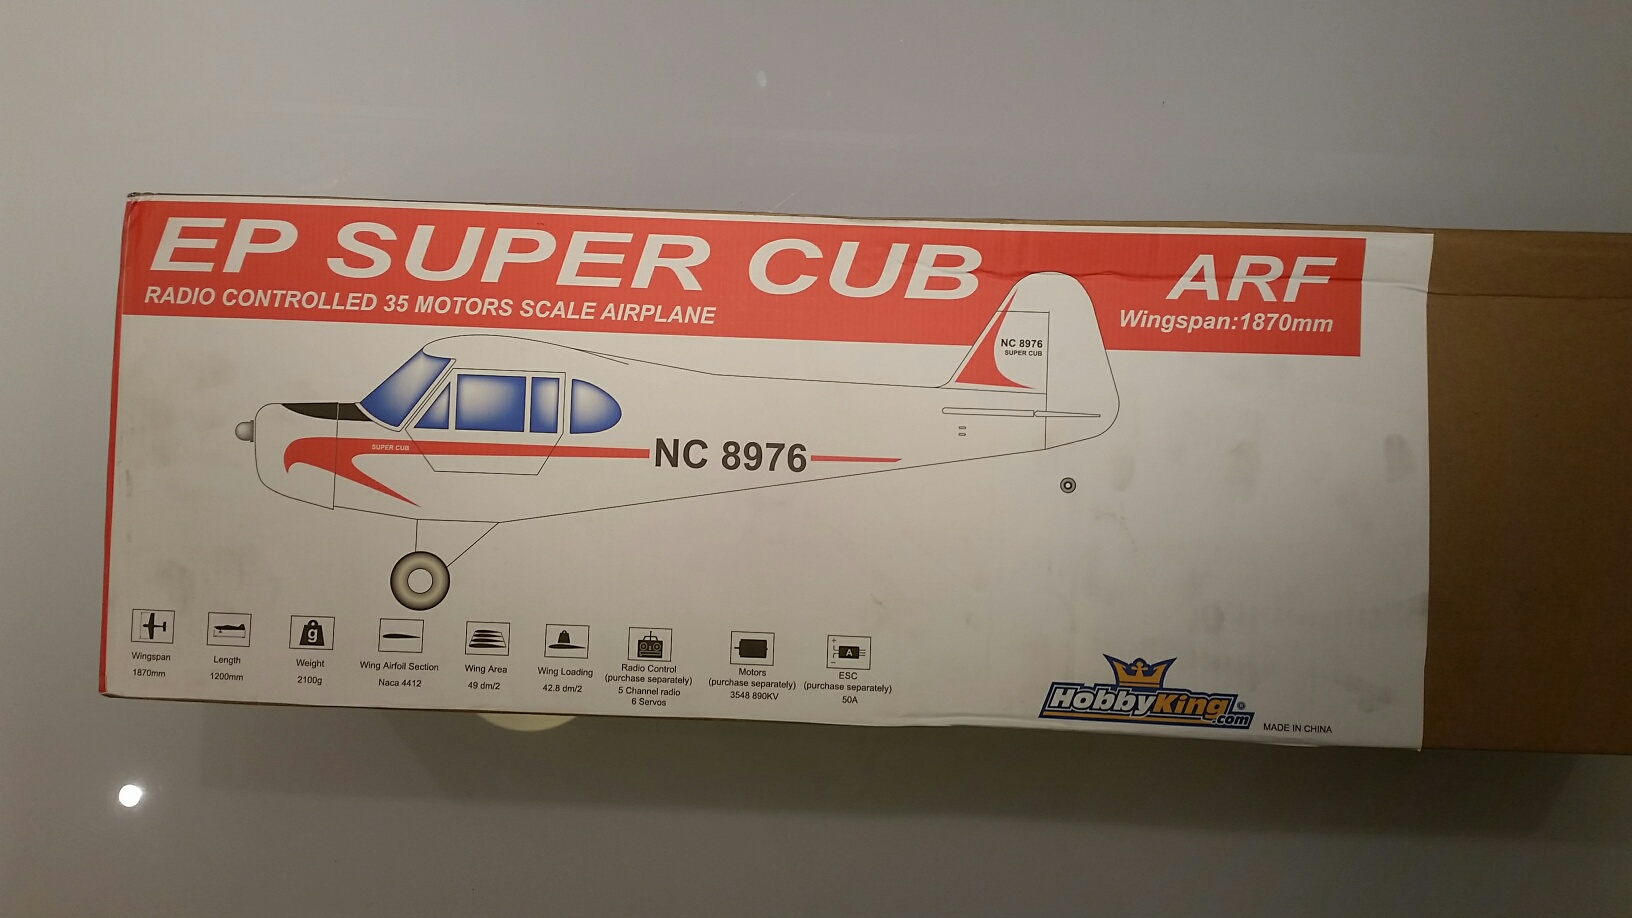 EP SUPER CUB
ARF
RADIO CONTROLLED 35 MOTORS SCALE AIRPLANE
Wingspan:1870mm
NC 8976
SUPER CUB
SUPER CUB
NC 8976
g
Wingspan
1870mm
Length
1200mm
Weight
2100g
Wing Airfoil Section
Naca 4412
Wing Area
49 dm/2
Wing Loading
42.8 dm/2
Radio Control
(purchase separately)
5 Channel radio
6 Servos
Motors
(purchase separately)
3548 890KV
A
ESC
(purchase separately)
50A
HobbyKing
.com
®
MADE IN CHINA